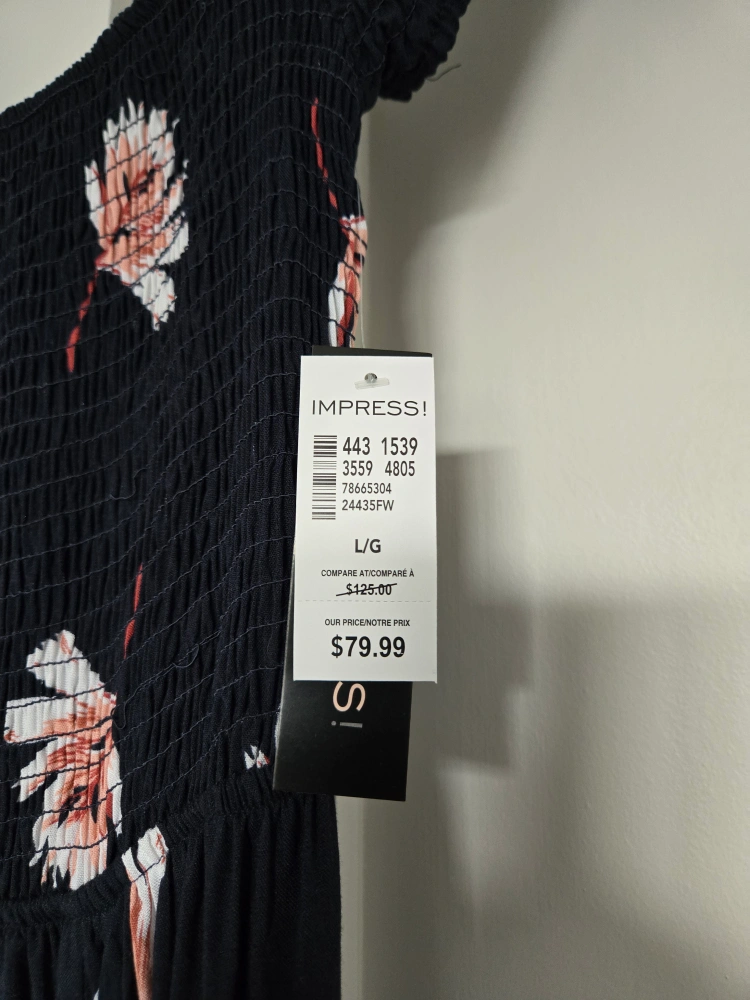 IMPRESS!
443 1539
3559 4805
78665304
24435FW
L/G
COMPARE AT/COMPARÉ À
$125.00
OUR PRICE/NOTRE PRIX
$79.99